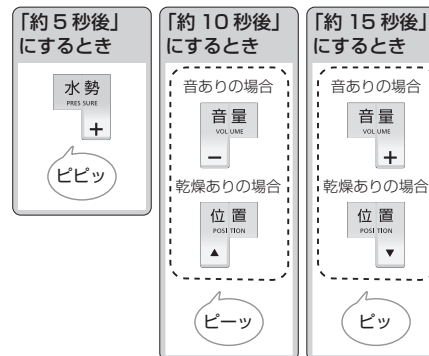 「約5秒後」
にするとき
水勢
PRESSURE
+
ピピッ
「約10秒後」
にするとき
音ありの場合
音量
VOLUME
−
乾燥ありの場合
位置
POSITION
▲
ピーッ
「約15秒後」
にするとき
音ありの場合
音量
VOLUME
+
乾燥ありの場合
位置
POSITION
▼
ピッ